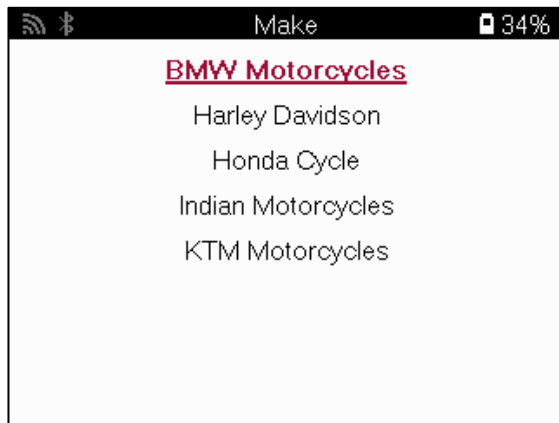 Make 34%
BMW Motorcycles
Harley Davidson
Honda Cycle
Indian Motorcycles
KTM Motorcycles